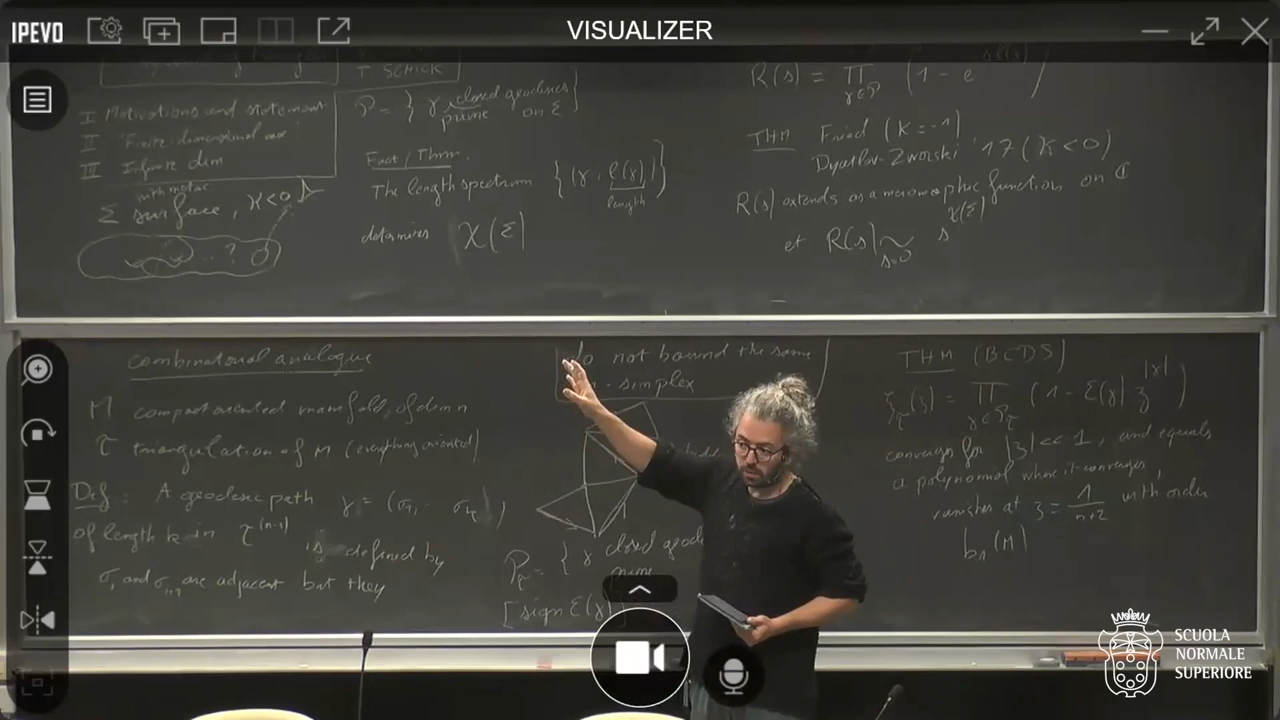 IPEVO
VISUALIZER
T SCHICK
I Motivations and statement
II Finite dimensional case
III Infinite dim
with metric
Σ surface, K<0
.. ?
P = { γ closed geodesics
prime on Σ }
Fact/Thm.
The length spectrum {(γ, ℓ(γ))}
length
determines χ(Σ)
R(s) = ∏ (1 - e
γ∈P
THM Fried (K=-1)
Dyatlov-Zworski '17 (K<0)
R(s) extends as a meromorphic function on ℂ
et R(s) ~ s^χ(Σ)
s→0
combinatorial analogue
M compact oriented manifold, of dim n
τ triangulation of M (everything oriented)
Def: A geodesic path γ = (σ₁, ... σₖ)
of length k in τ^(n-1) is defined by
σᵢ and σᵢ₊₁ are adjacent but they
do not bound the same
n-simplex
P_τ = { γ closed geode
prime
[sign ε(γ)
THM (BCDS)
ζ_τ(z) = ∏ (1 - ε(γ) z^|γ|)
γ∈P_τ
converges for |z| << 1, and equals
a polynomial where it converges,
vanishes at z = 1/(n+2) with order
b₁(M)
SCUOLA
NORMALE
SUPERIORE